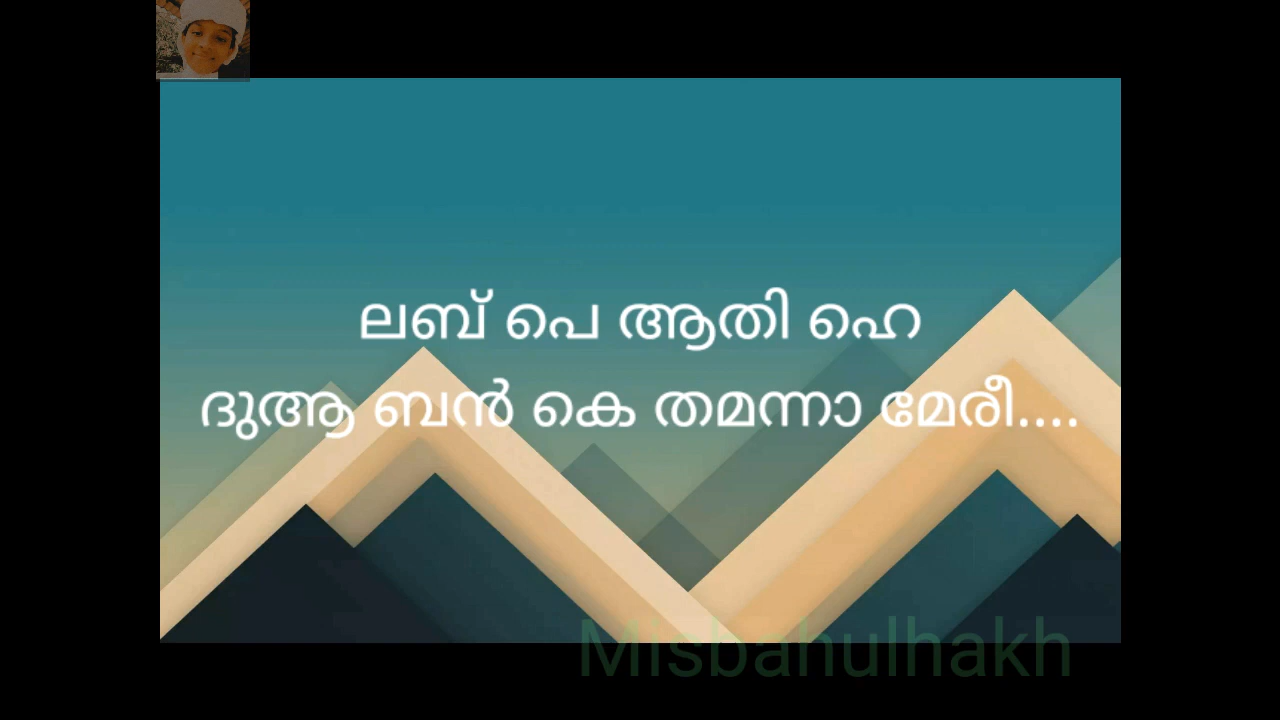 ലബ് പെ ആതി ഹെ
ദുആ ബൻ കെ തമന്നാ മേരീ....
Misbahulhakh